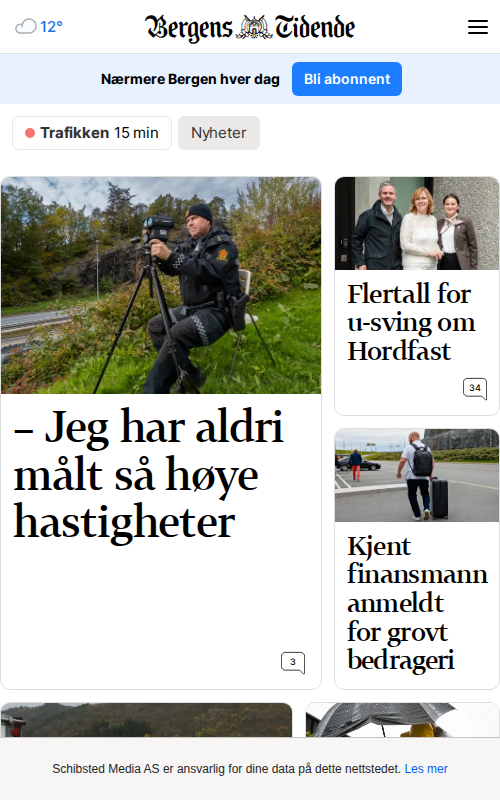 12°
Bergens Tidende
Nærmere Bergen hver dag
Bli abonnent
Trafikken 15 min
Nyheter
– Jeg har aldri
målt så høye
hastigheter
3
Flertall for
u-sving om
Hordfast
34
Kjent
finansmann
anmeldt
for grovt
bedrageri
Schibsted Media AS er ansvarlig for dine data på dette nettstedet. Les mer